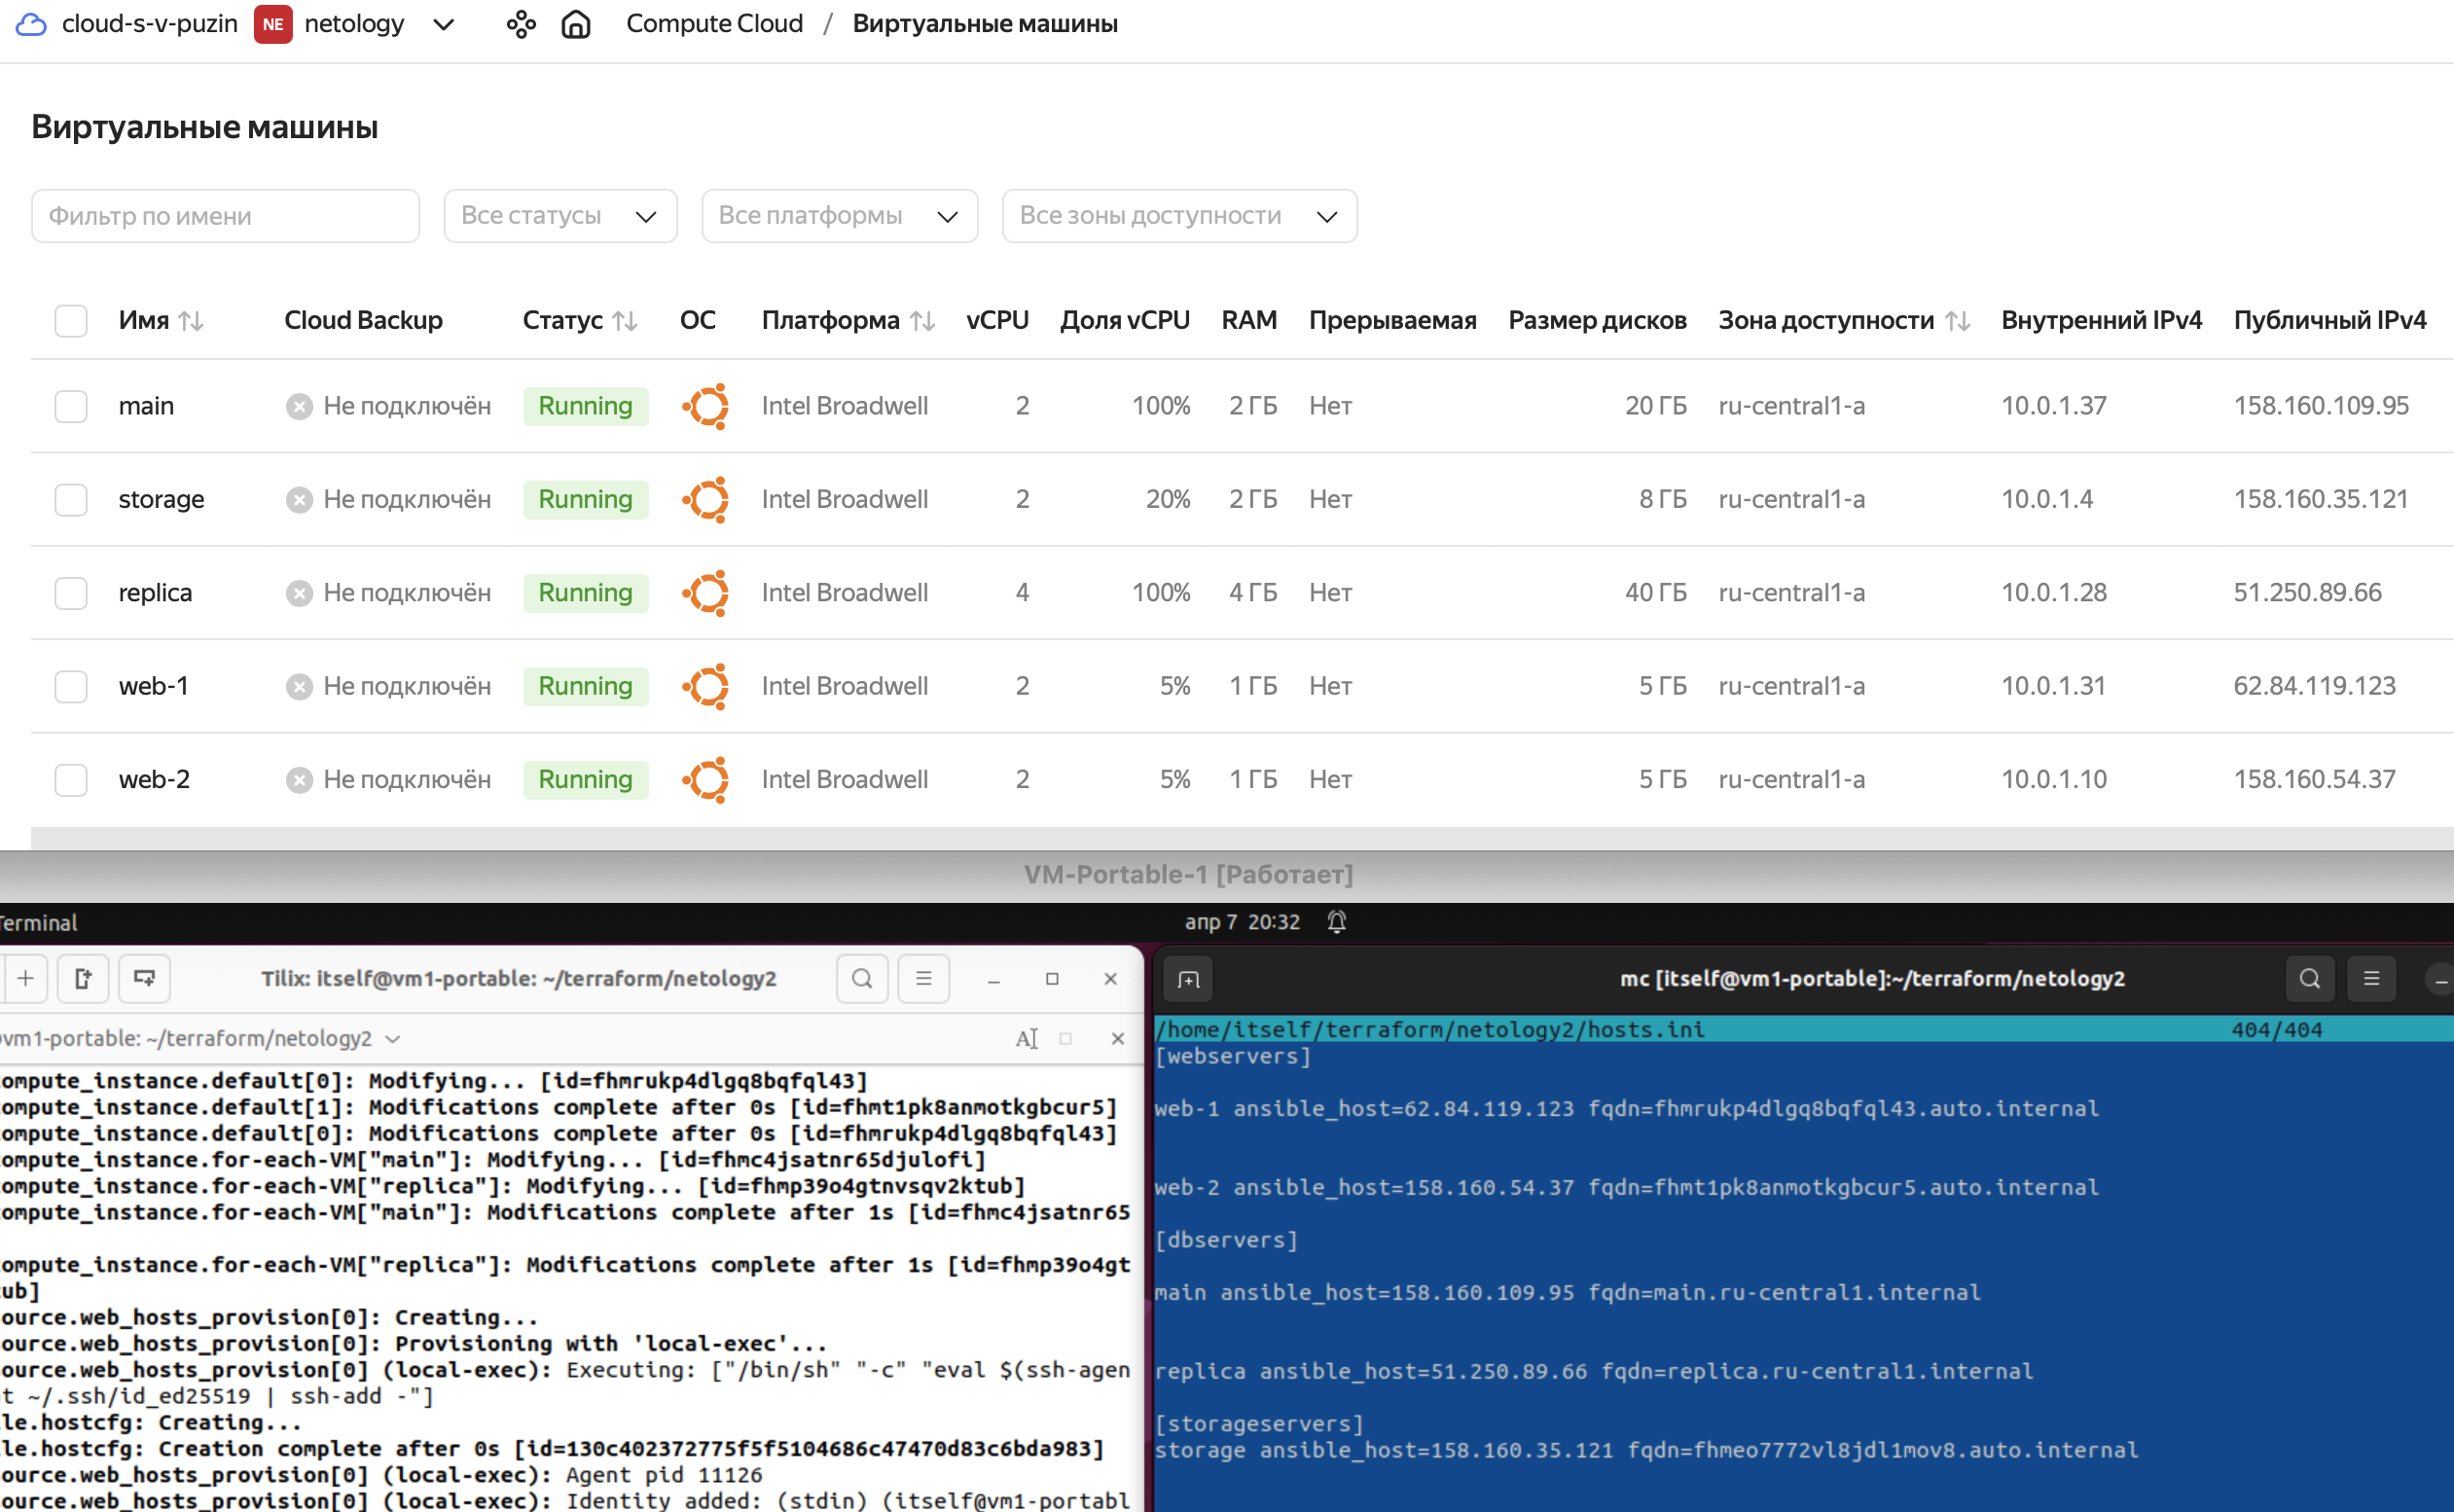 cloud-s-v-puzin NE netology Compute Cloud / Виртуальные машины
Виртуальные машины
Фильтр по имени Все статусы Все платформы Все зоны доступности
Имя Cloud Backup Статус ОС Платформа vCPU Доля vCPU RAM Прерываемая Размер дисков Зона доступности Внутренний IPv4 Публичный IPv4
main Не подключён Running Intel Broadwell 2 100% 2 ГБ Нет 20 ГБ ru-central1-a 10.0.1.37 158.160.109.95
storage Не подключён Running Intel Broadwell 2 20% 2 ГБ Нет 8 ГБ ru-central1-a 10.0.1.4 158.160.35.121
replica Не подключён Running Intel Broadwell 4 100% 4 ГБ Нет 40 ГБ ru-central1-a 10.0.1.28 51.250.89.66
web-1 Не подключён Running Intel Broadwell 2 5% 1 ГБ Нет 5 ГБ ru-central1-a 10.0.1.31 62.84.119.123
web-2 Не подключён Running Intel Broadwell 2 5% 1 ГБ Нет 5 ГБ ru-central1-a 10.0.1.10 158.160.54.37
VM-Portable-1 [Работает]
Terminal апр 7 20:32
Tilix: itself@vm1-portable: ~/terraform/netology2
vm1-portable: ~/terraform/netology2
ompute_instance.default[0]: Modifying... [id=fhmrukp4dlgq8bqfql43]
ompute_instance.default[1]: Modifications complete after 0s [id=fhmt1pk8anmotkgbcur5]
ompute_instance.default[0]: Modifications complete after 0s [id=fhmrukp4dlgq8bqfql43]
ompute_instance.for-each-VM["main"]: Modifying... [id=fhmc4jsatnr65djulofi]
ompute_instance.for-each-VM["replica"]: Modifying... [id=fhmp39o4gtnvsqv2ktub]
ompute_instance.for-each-VM["main"]: Modifications complete after 1s [id=fhmc4jsatnr65
ompute_instance.for-each-VM["replica"]: Modifications complete after 1s [id=fhmp39o4gt
ub]
ource.web_hosts_provision[0]: Creating...
ource.web_hosts_provision[0]: Provisioning with 'local-exec'...
ource.web_hosts_provision[0] (local-exec): Executing: ["/bin/sh" "-c" "eval $(ssh-agen
t ~/.ssh/id_ed25519 | ssh-add -"]
le.hostcfg: Creating...
le.hostcfg: Creation complete after 0s [id=130c402372775f5f5104686c47470d83c6bda983]
ource.web_hosts_provision[0] (local-exec): Agent pid 11126
ource.web_hosts_provision[0] (local-exec): Identity added: (stdin) (itself@vm1-portabl
mc [itself@vm1-portable]:~/terraform/netology2
/home/itself/terraform/netology2/hosts.ini 404/404
[webservers]
web-1 ansible_host=62.84.119.123 fqdn=fhmrukp4dlgq8bqfql43.auto.internal
web-2 ansible_host=158.160.54.37 fqdn=fhmt1pk8anmotkgbcur5.auto.internal
[dbservers]
main ansible_host=158.160.109.95 fqdn=main.ru-central1.internal
replica ansible_host=51.250.89.66 fqdn=replica.ru-central1.internal
[storageservers]
storage ansible_host=158.160.35.121 fqdn=fhmeo7772vl8jdl1mov8.auto.internal